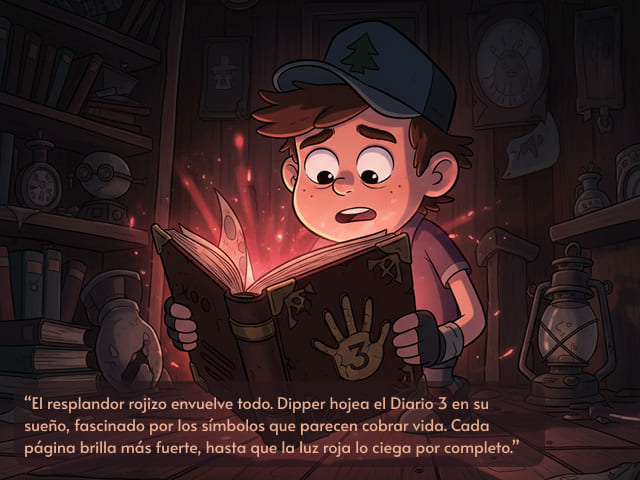 3
“El resplandor rojizo envuelve todo. Dipper hojea el Diario 3 en su
sueño, fascinado por los símbolos que parecen cobrar vida. Cada
página brilla más fuerte, hasta que la luz roja lo ciega por completo.”